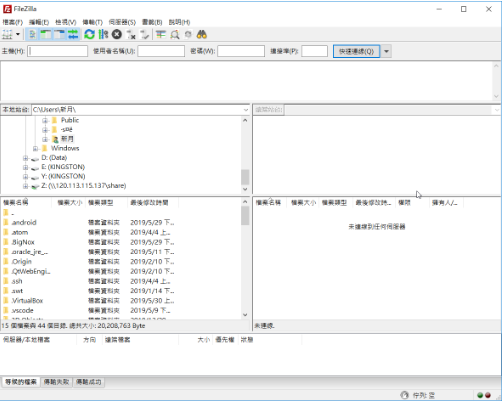 FileZilla
檔案(F) 編輯(E) 檢視(V) 傳輸(T) 伺服器(S) 書籤(B) 說明(H)
主機(H): 使用者名稱(U): 密碼(W): 連接埠(P): 快速連線(Q)
本地站台: C:\Users\新月\ 遠端站台:
Public
新月
Windows
D: (Data)
E: (KINGSTON)
Y: (KINGSTON)
Z: (\\120.113.115.137\share)
檔案名稱 檔案大小 檔案類型 最後修改時間 檔案名稱 檔案大小 檔案類型 最後修改時... 權限 擁有人/...
..
未連線到任何伺服器
.android 檔案資料夾 2019/5/29 下...
.atom 檔案資料夾 2019/4/4 上...
.BigNox 檔案資料夾 2019/5/29 下...
.oracle_jre_... 檔案資料夾 2019/5/11 下...
.Origin 檔案資料夾 2019/2/10 下...
.QtWebEngi... 檔案資料夾 2019/2/10 下...
.ssh 檔案資料夾 2019/4/4 上...
.swt 檔案資料夾 2019/1/14 下...
.VirtualBox 檔案資料夾 2019/5/30 上...
.vscode 檔案資料夾 2019/5/9 下...
15 個檔案與 44 個目錄. 總共大小: 20,208,763 Byte 未連線.
伺服器/本地檔案 方向 遠端檔案 大小 優先權 狀態
等候的檔案 傳輸失敗 傳輸成功
佇列: 空